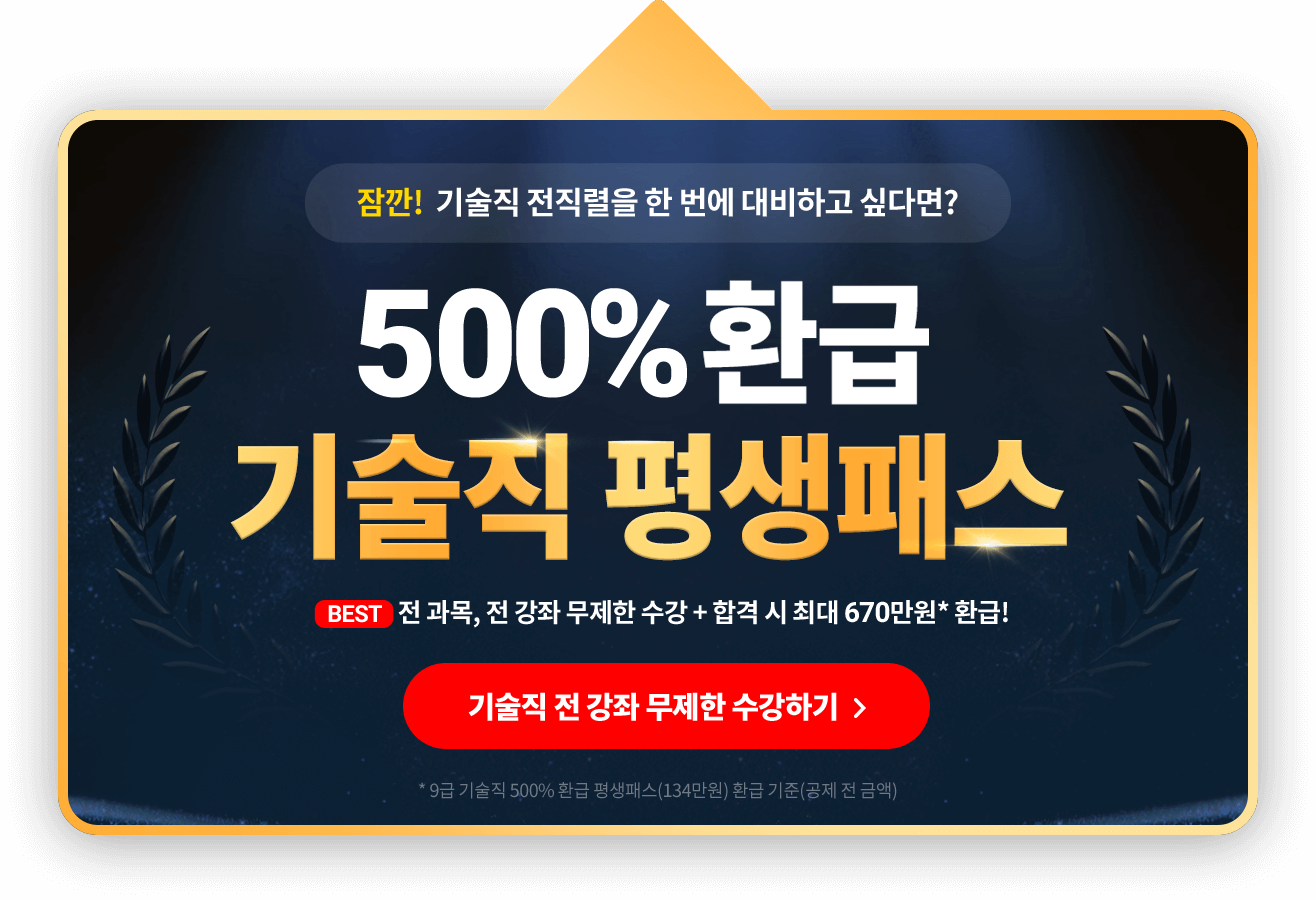 잠깐! 기술직 전직렬을 한 번에 대비하고 싶다면?
500% 환급
기술직 평생패스
BEST 전 과목, 전 강좌 무제한 수강 + 합격 시 최대 670만원* 환급!
기술직 전 강좌 무제한 수강하기 >
* 9급 기술직 500% 환급 평생패스(134만원) 환급 기준(공제 전 금액)